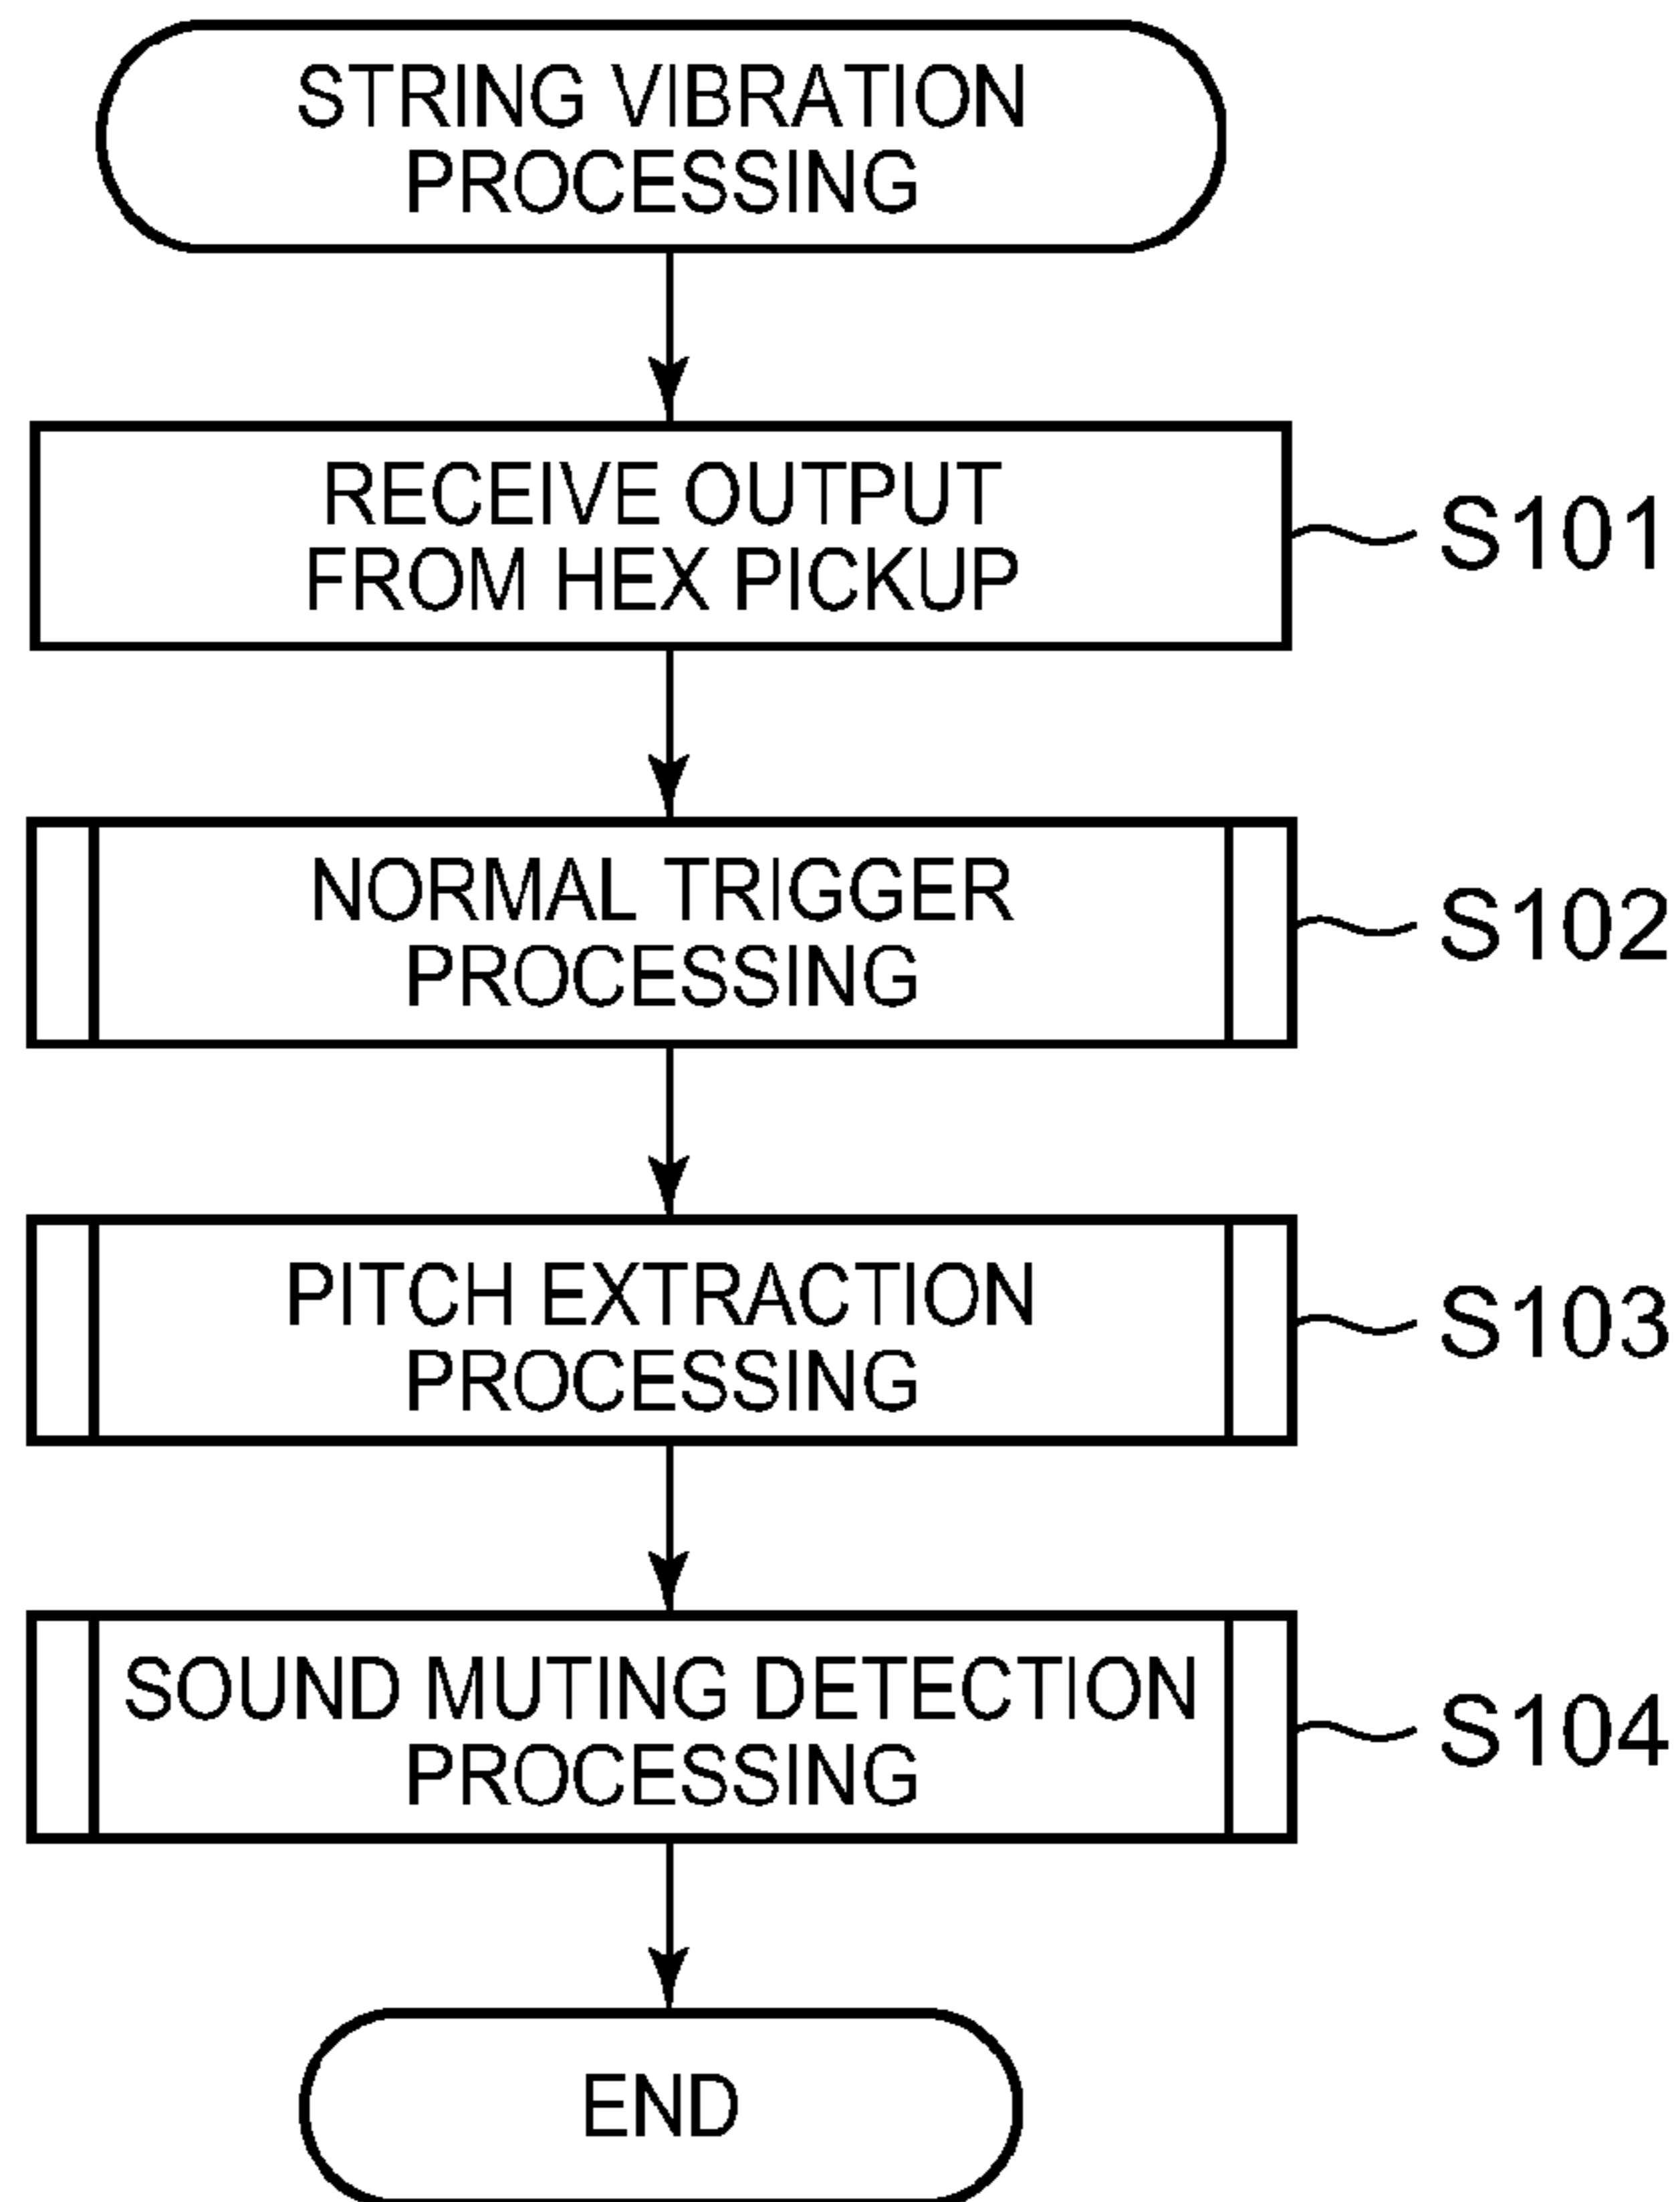 STRING VIBRATION
PROCESSING
RECEIVE OUTPUT
FROM HEX PICKUP
S101
NORMAL TRIGGER
PROCESSING
S102
PITCH EXTRACTION
PROCESSING
S103
SOUND MUTING DETECTION
PROCESSING
S104
END